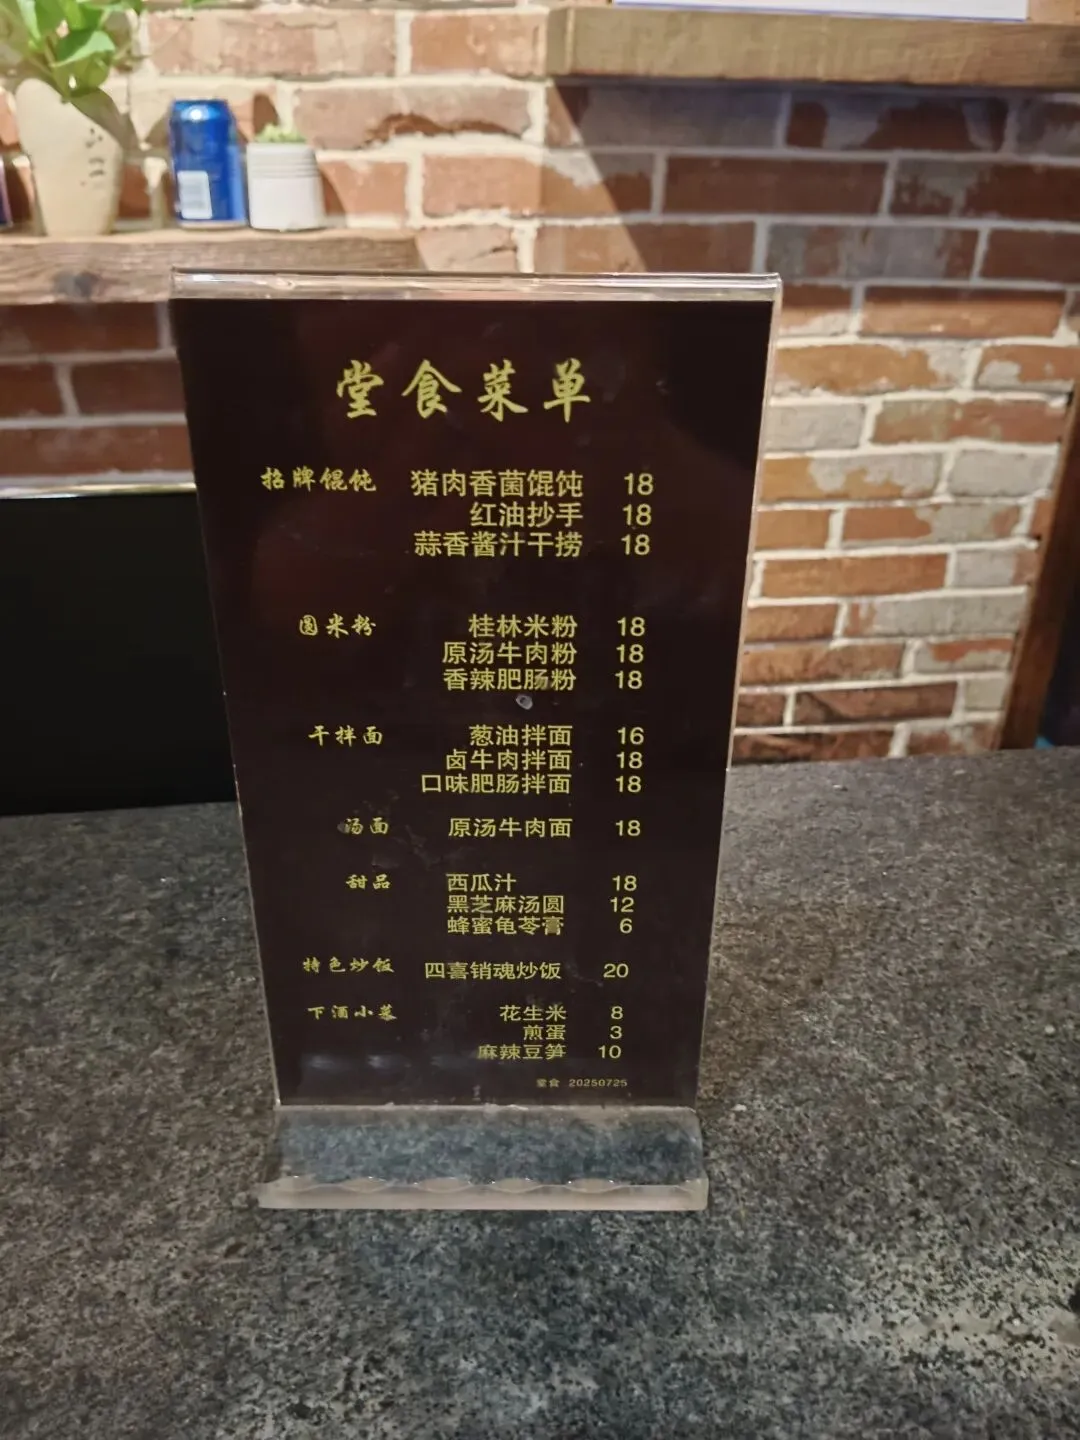 堂食菜单
招牌馄饨 猪肉香菌馄饨 18
红油抄手 18
蒜香酱汁干捞 18
圆米粉 桂林米粉 18
原汤牛肉粉 18
香辣肥肠粉 18
干拌面 葱油拌面 16
卤牛肉拌面 18
口味肥肠拌面 18
汤面 原汤牛肉面 18
甜品 西瓜汁 18
黑芝麻汤圆 12
蜂蜜龟苓膏 6
特色炒饭 四喜销魂炒饭 20
下酒小菜 花生米 8
煎蛋 3
麻辣豆笋 10
堂食 20250725